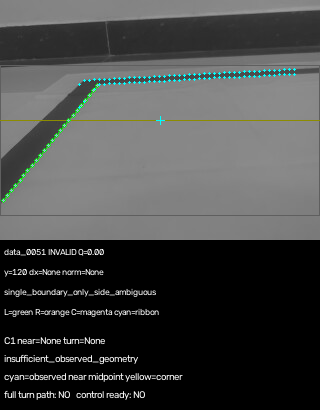 data_0051 INVALID Q=0.00
y=120 dx=None norm=None
single_boundary_only_side_ambiguous
L=green R=orange C=magenta cyan=ribbon
C1 near=None turn=None
insufficient_observed_geometry
cyan=observed near midpoint yellow=corner
full turn path: NO control ready: NO